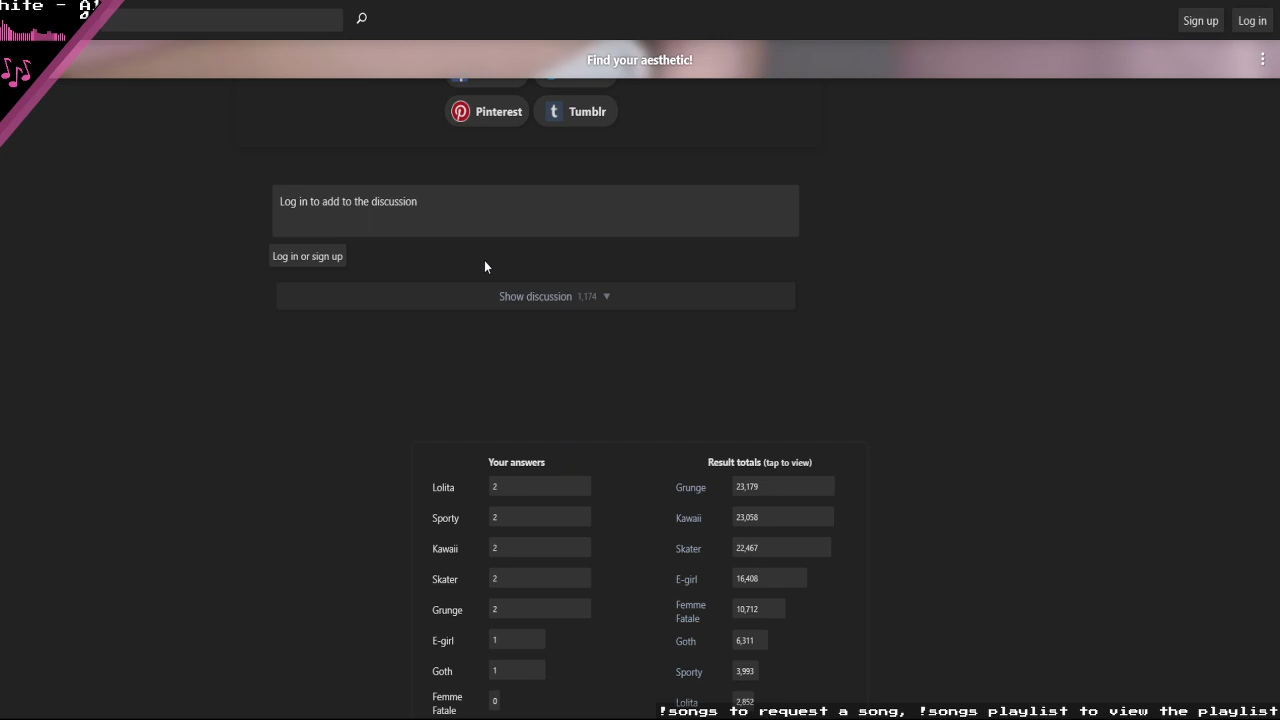 hite - A
Sign up
Log in
Find your aesthetic!
Pinterest
Tumblr
Log in to add to the discussion
Log in or sign up
Show discussion 1,174
Your answers
Lolita 2
Sporty 2
Kawaii 2
Skater 2
Grunge 2
E-girl 1
Goth 1
Femme
Fatale 0
Result totals (tap to view)
Grunge 23,179
Kawaii 23,058
Skater 22,467
E-girl 16,408
Femme
Fatale 10,712
Goth 6,311
Sporty 3,993
Lolita 2,852
!songs to request a song, !songs playlist to view the playlist